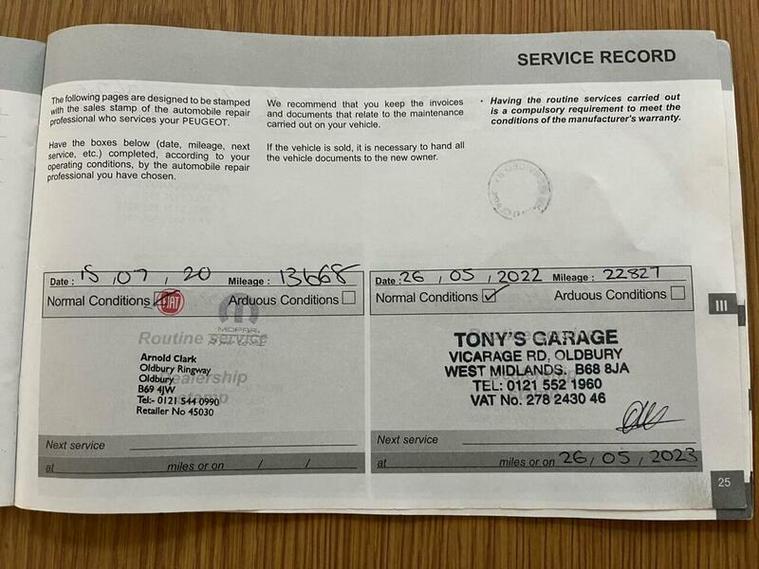 SERVICE RECORD
The following pages are designed to be stamped
with the sales stamp of the automobile repair
professional who services your PEUGEOT.
Have the boxes below (date, mileage, next
service, etc.) completed, according to your
operating conditions, by the automobile repair
professional you have chosen.
We recommend that you keep the invoices
and documents that relate to the maintenance
carried out on your vehicle.
If the vehicle is sold, it is necessary to hand all
the vehicle documents to the new owner.
• Having the routine services carried out
is a compulsory requirement to meet the
conditions of the manufacturer's warranty.
Date : 15 / 07 / 20 Mileage : 13668
Normal Conditions FIAT Arduous Conditions
MOPAR
Routine service
Arnold Clark
Oldbury Ringway
Oldbury
B69 4JW
Tel:- 0121 544 0990
Retailer No 45030
dealership
stamp
Next service
at miles or on / /
Date : 26 / 05 / 2022 Mileage : 22827
Normal Conditions Arduous Conditions
TONY'S GARAGE
VICARAGE RD, OLDBURY
WEST MIDLANDS. B68 8JA
TEL: 0121 552 1960
VAT No. 278 2430 46
Next service
at miles or on 26 / 05 / 2023
III
25